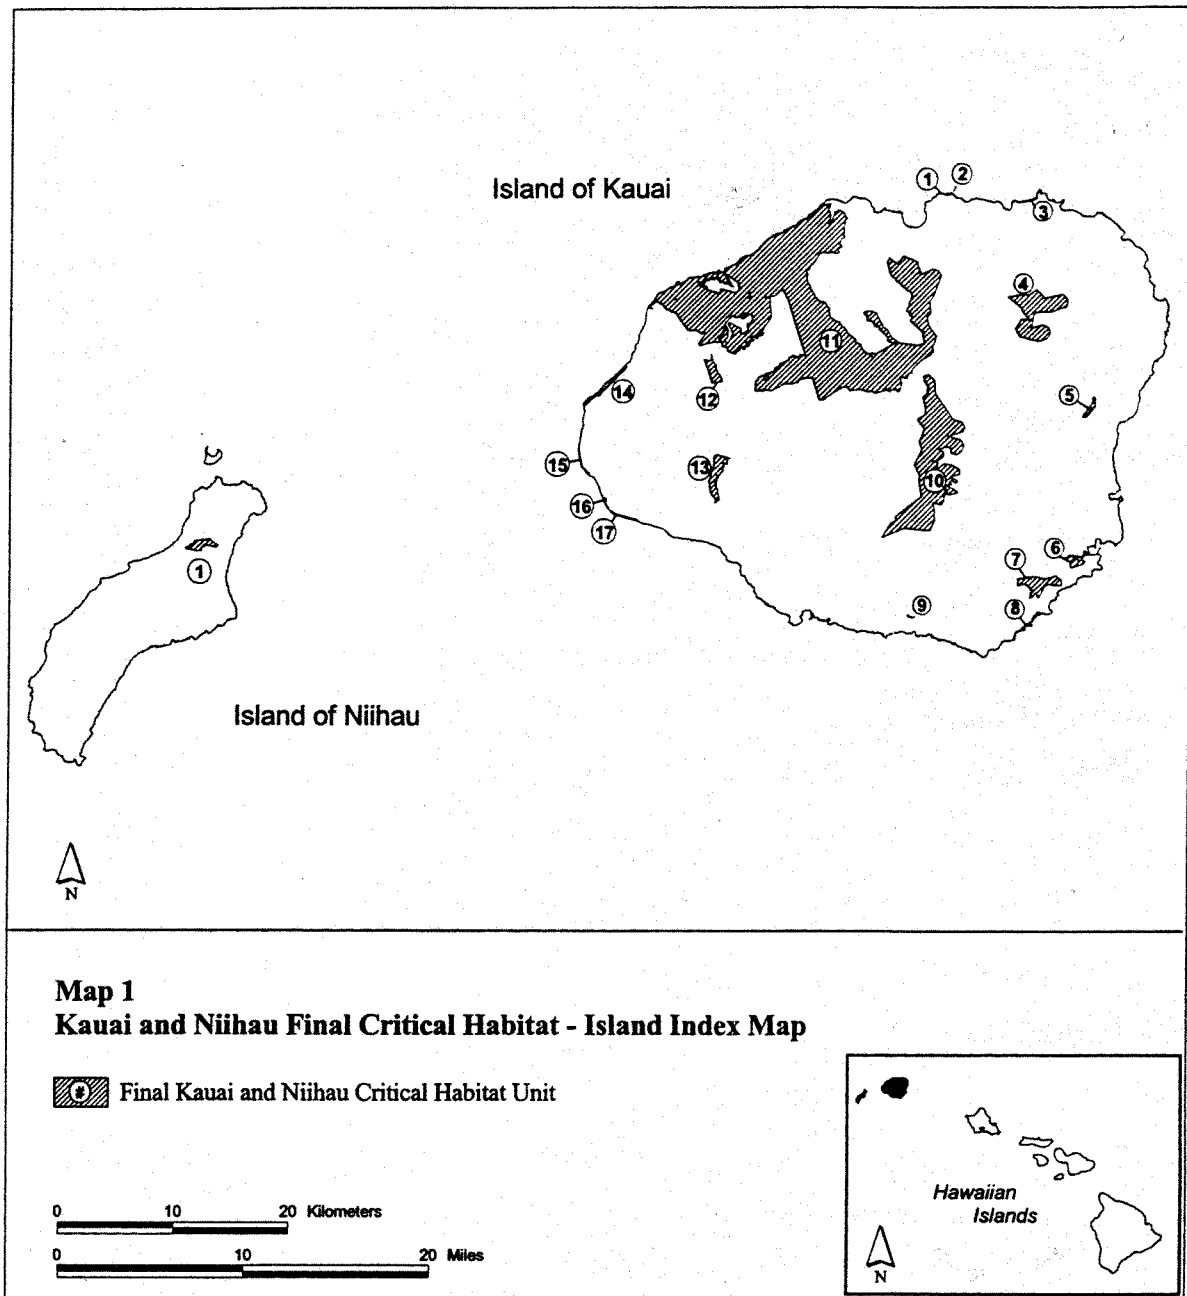 Island of Kauai
1
2
3
4
11
14
12
5
15
13
10
16
17
1
6
7
9
8
Island of Niihau
N
Map 1
Kauai and Niihau Final Critical Habitat - Island Index Map
# Final Kauai and Niihau Critical Habitat Unit
0 10 20 Kilometers
0 10 20 Miles
Hawaiian
Islands
N